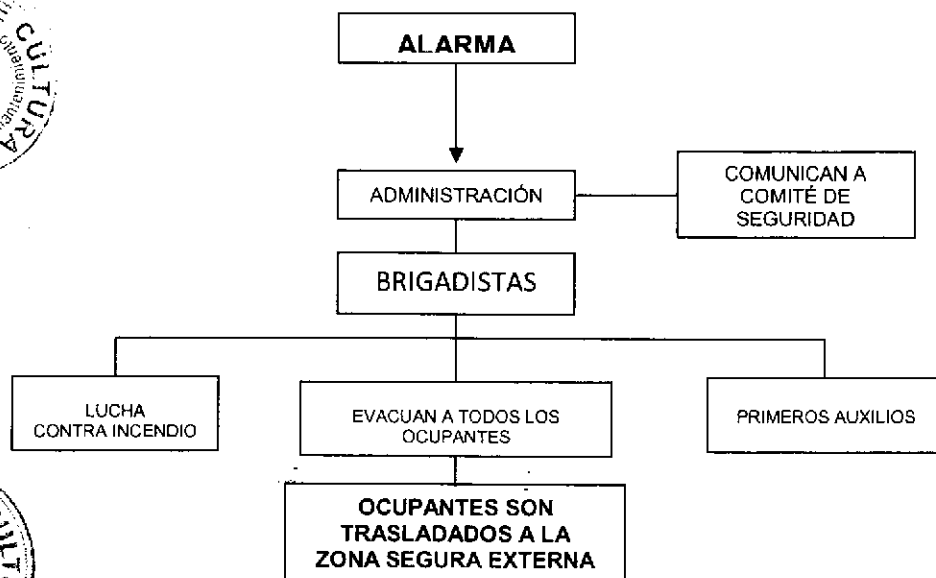 CULTURA
ALARMA
ADMINISTRACIÓN
COMUNICAN A
COMITÉ DE
SEGURIDAD
BRIGADISTAS
LUCHA
CONTRA INCENDIO
EVACUAN A TODOS LOS
OCUPANTES
PRIMEROS AUXILIOS
OCUPANTES SON
TRASLADADOS A LA
ZONA SEGURA EXTERNA